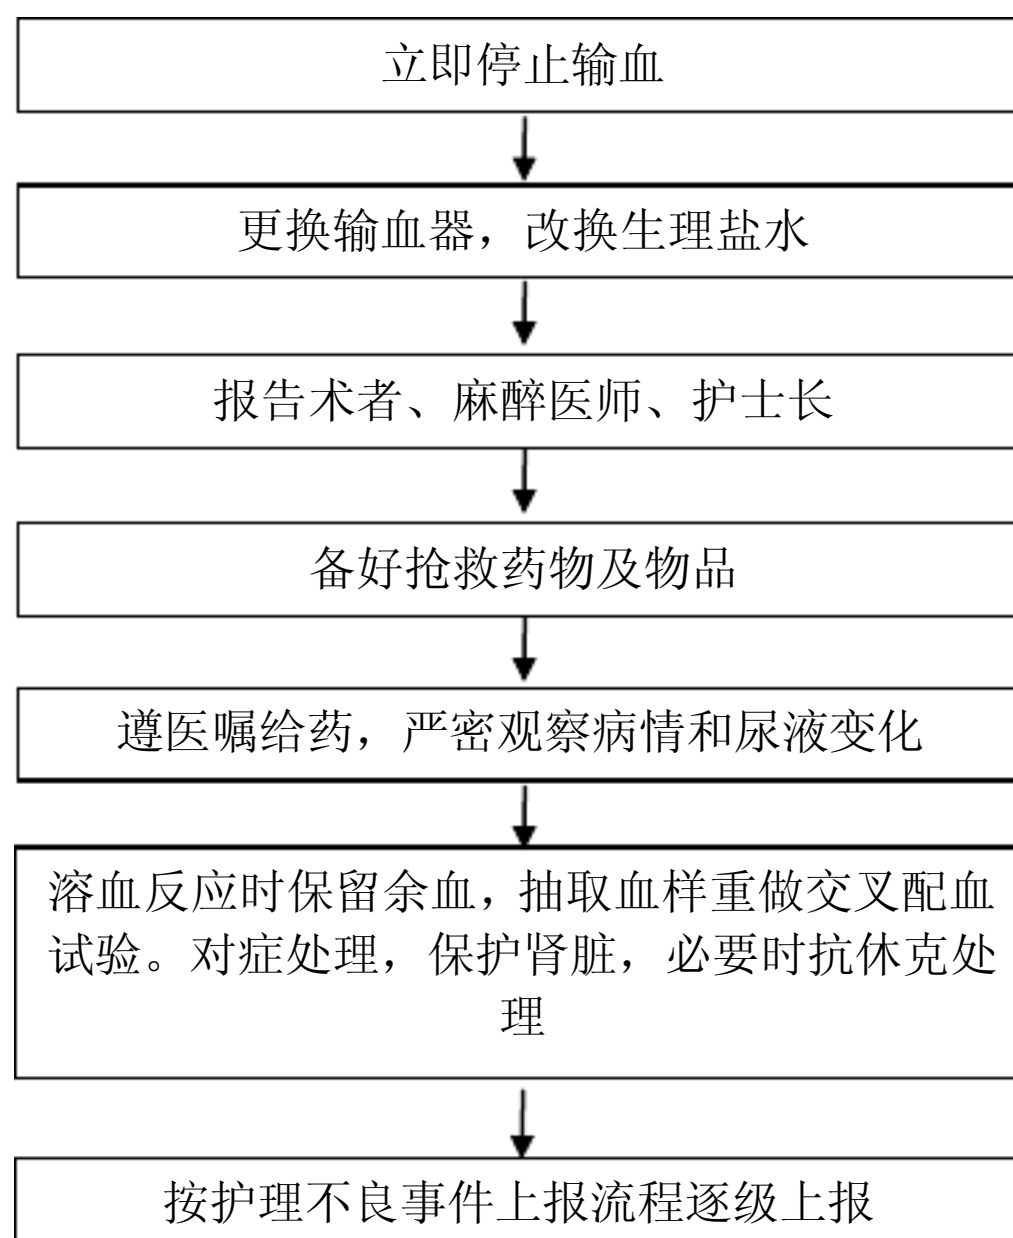 立即停止输血
更换输血器，改换生理盐水
报告术者、麻醉医师、护士长
备好抢救药物及物品
遵医嘱给药，严密观察病情和尿液变化
溶血反应时保留余血，抽取血样重做交叉配血
试验。对症处理，保护肾脏，必要时抗休克处
理
按护理不良事件上报流程逐级上报